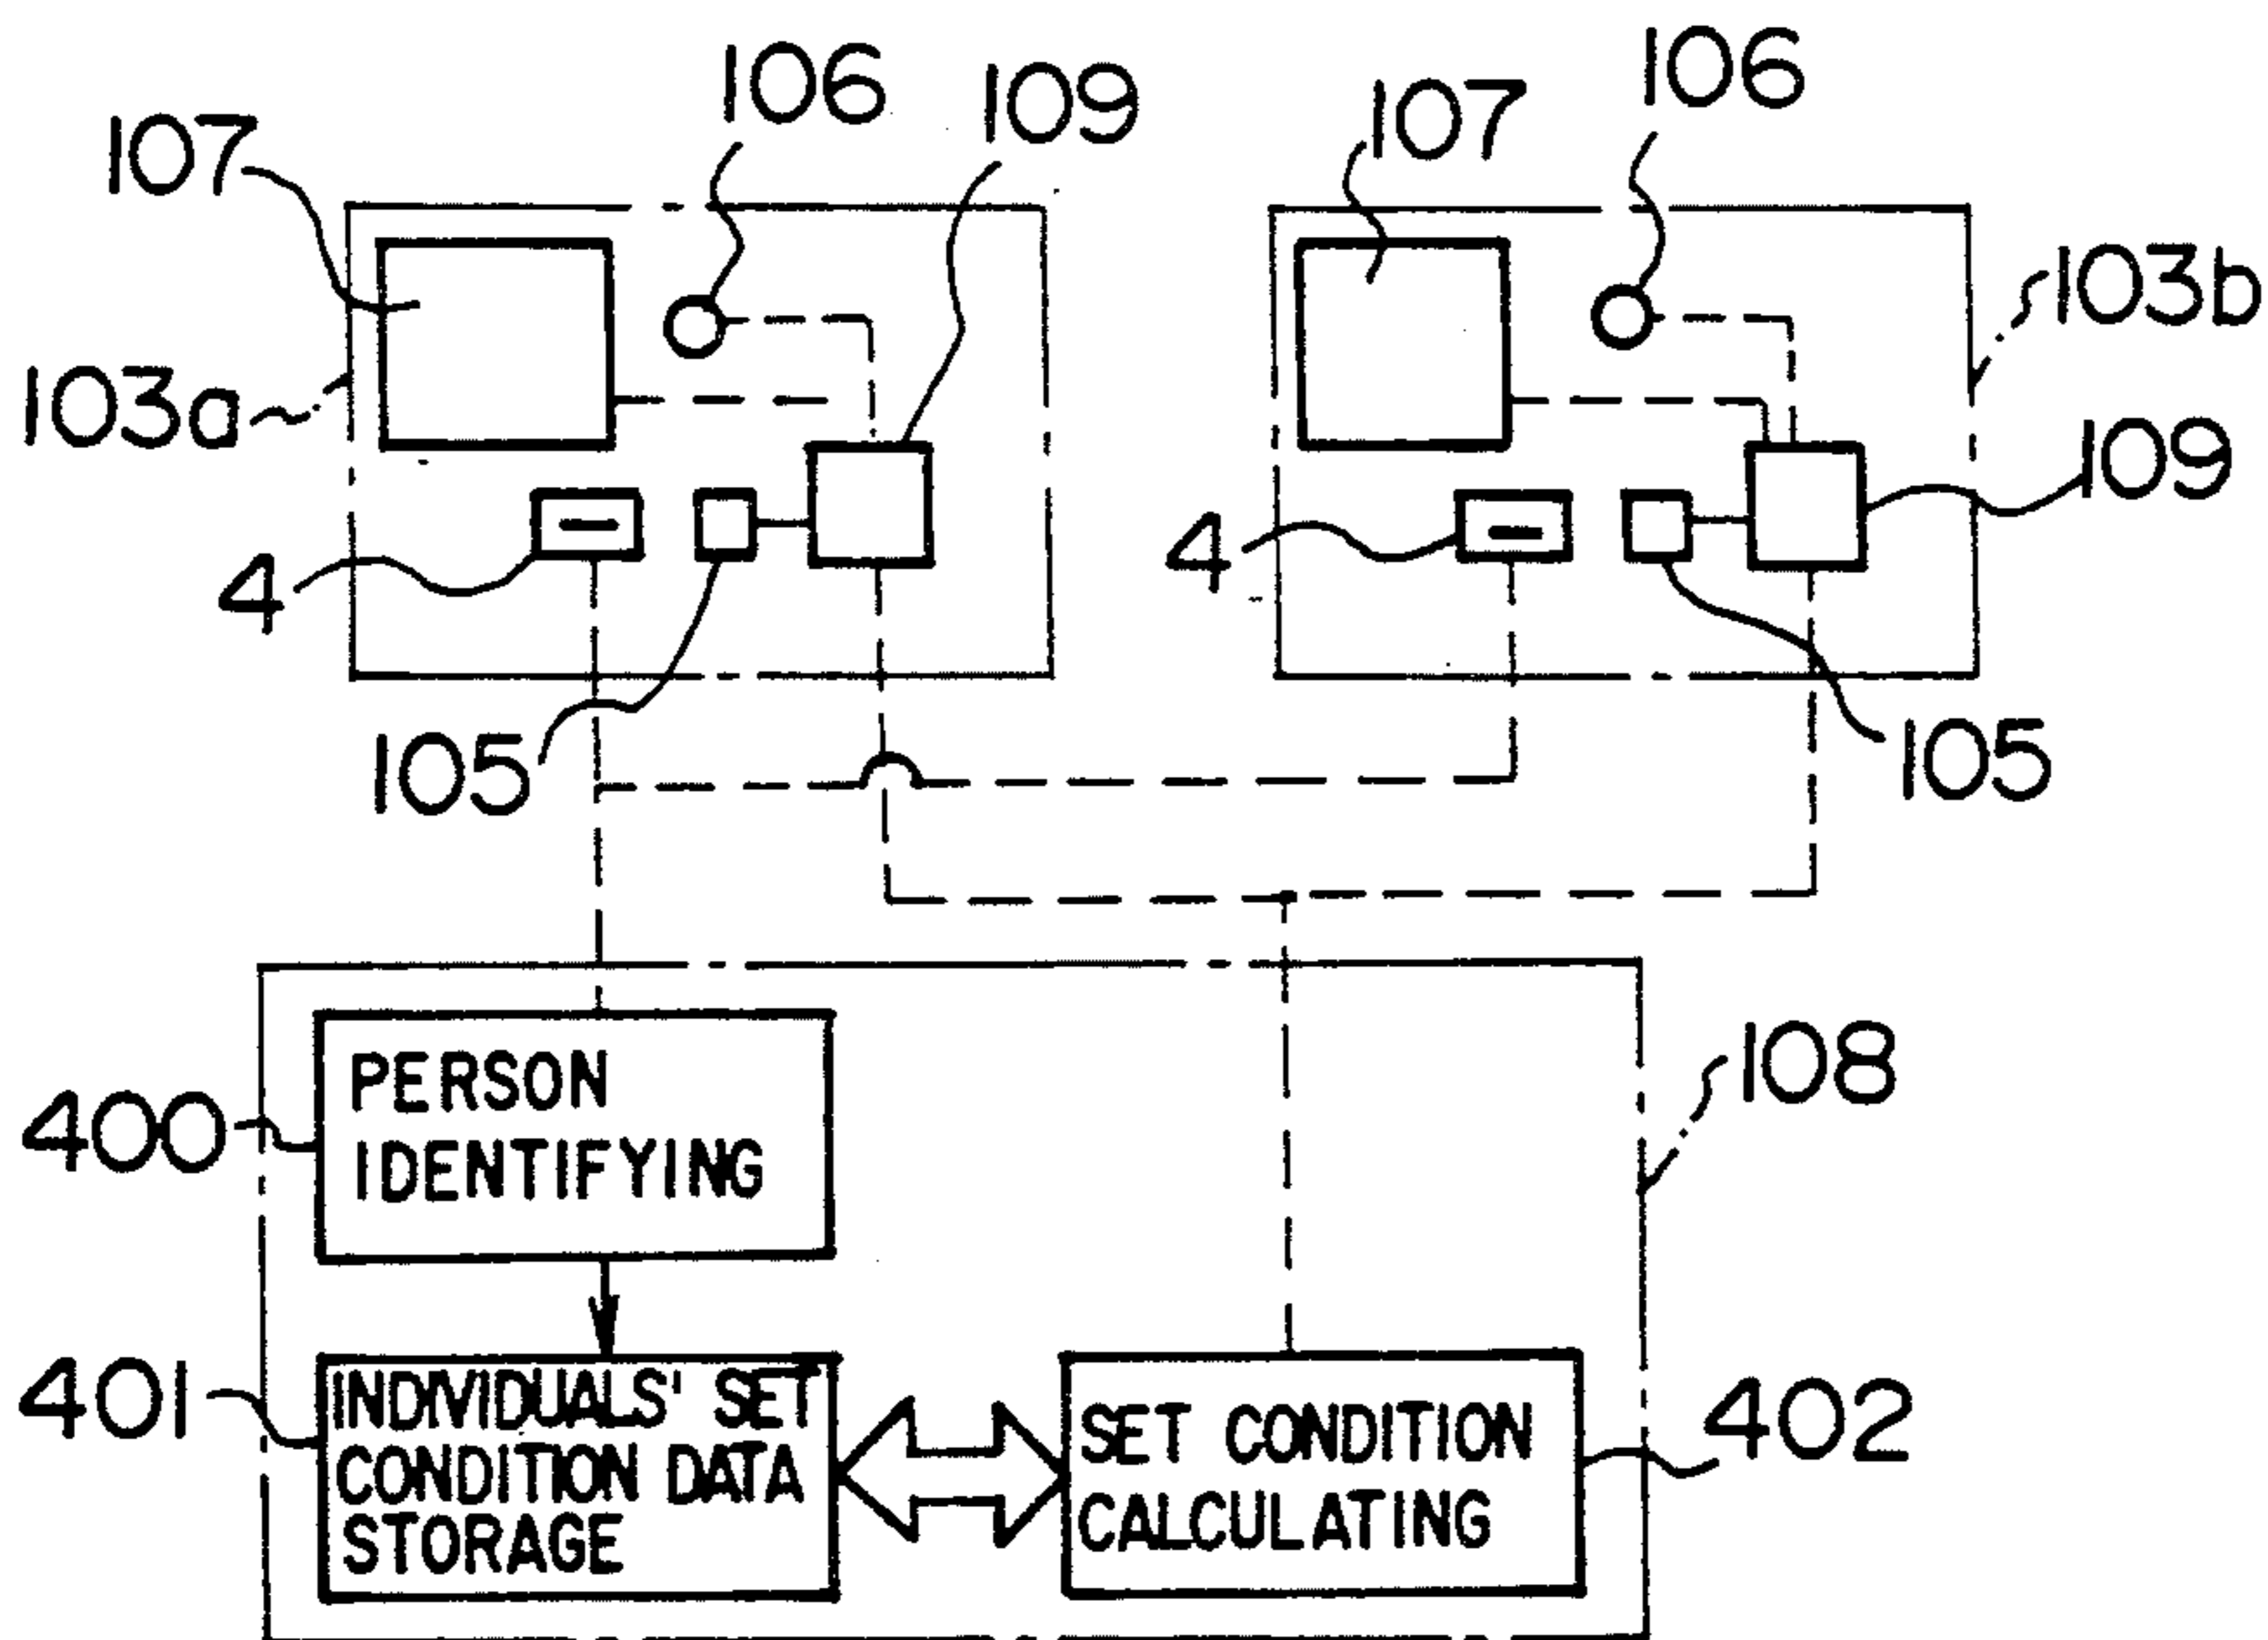 106
109
107
106
107
103b
103a
109
4
4
105
105
108
PERSON
IDENTIFYING
400
401
INDIVIDUALS' SET
CONDITION DATA
STORAGE
SET CONDITION
CALCULATING
402